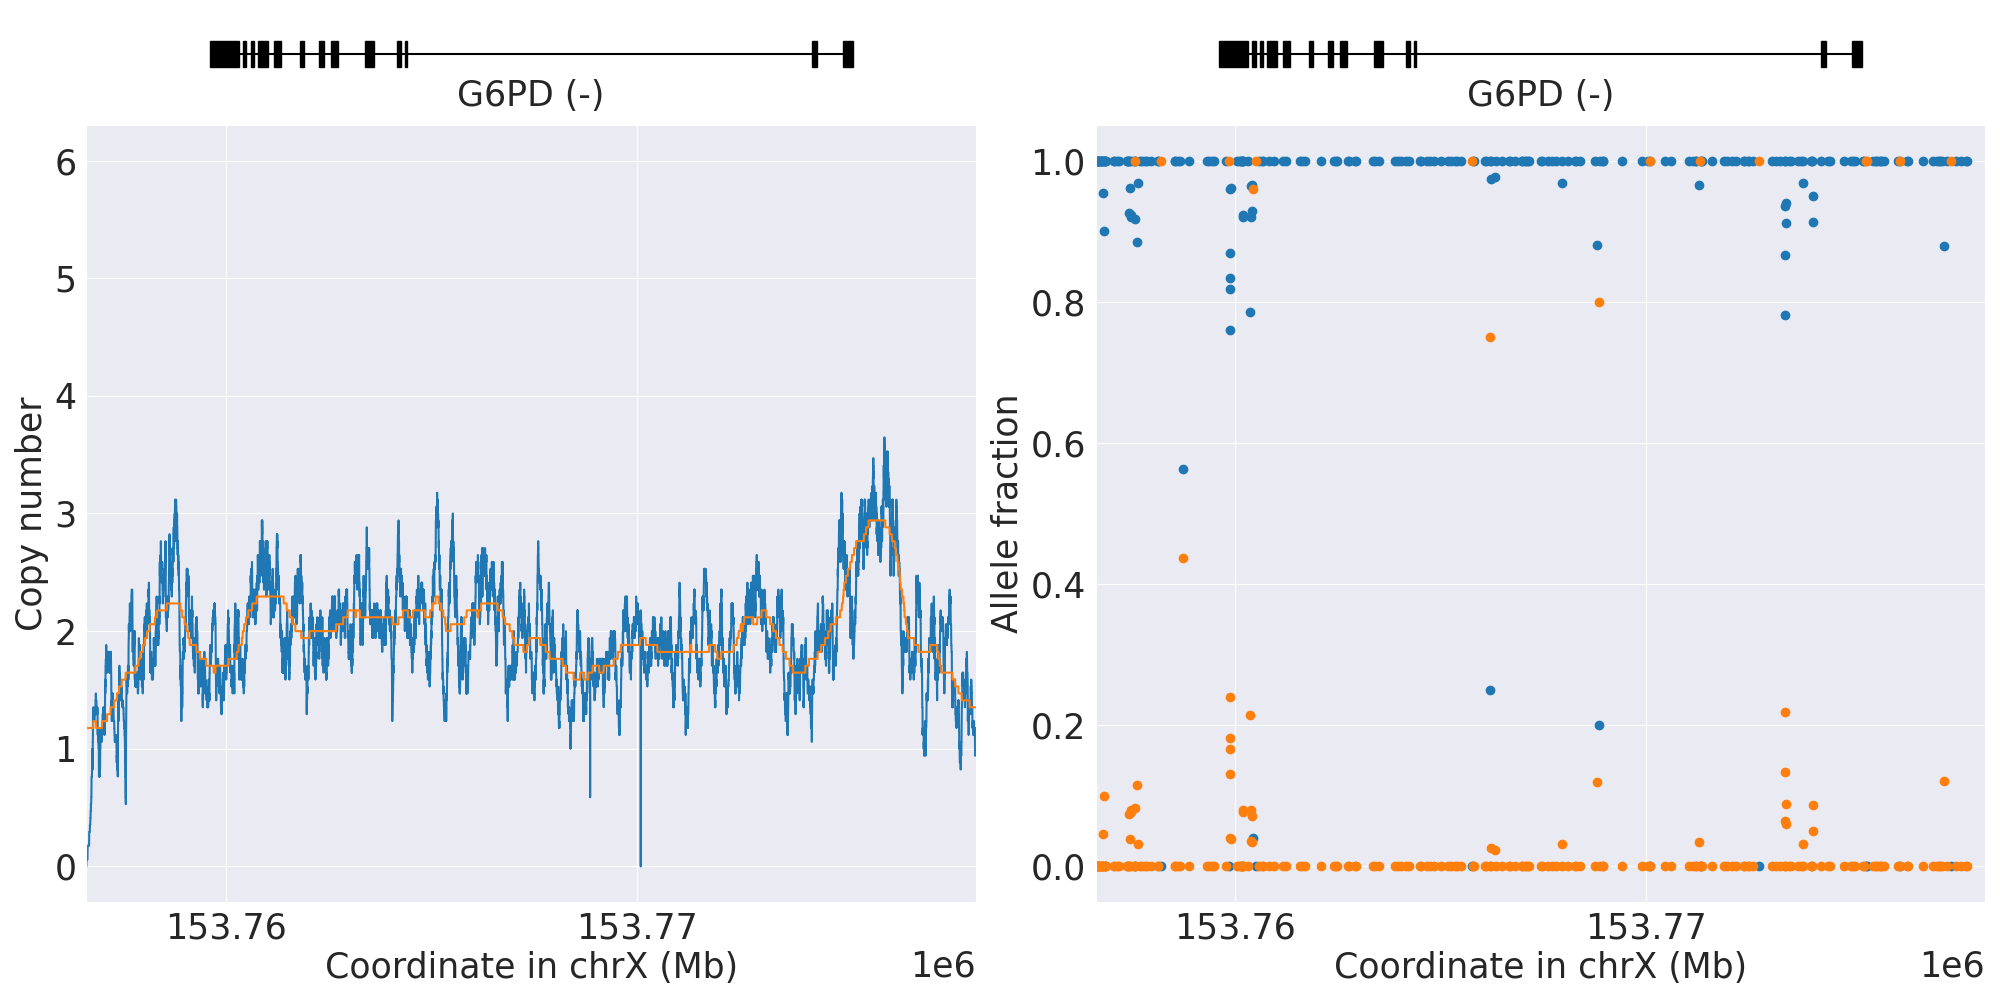 G6PD (-)
6
5
4
3
2
1
0
Copy number
153.76
153.77
Coordinate in chrX (Mb)
1e6
G6PD (-)
1.0
0.8
0.6
0.4
0.2
0.0
Allele fraction
153.76
153.77
Coordinate in chrX (Mb)
1e6